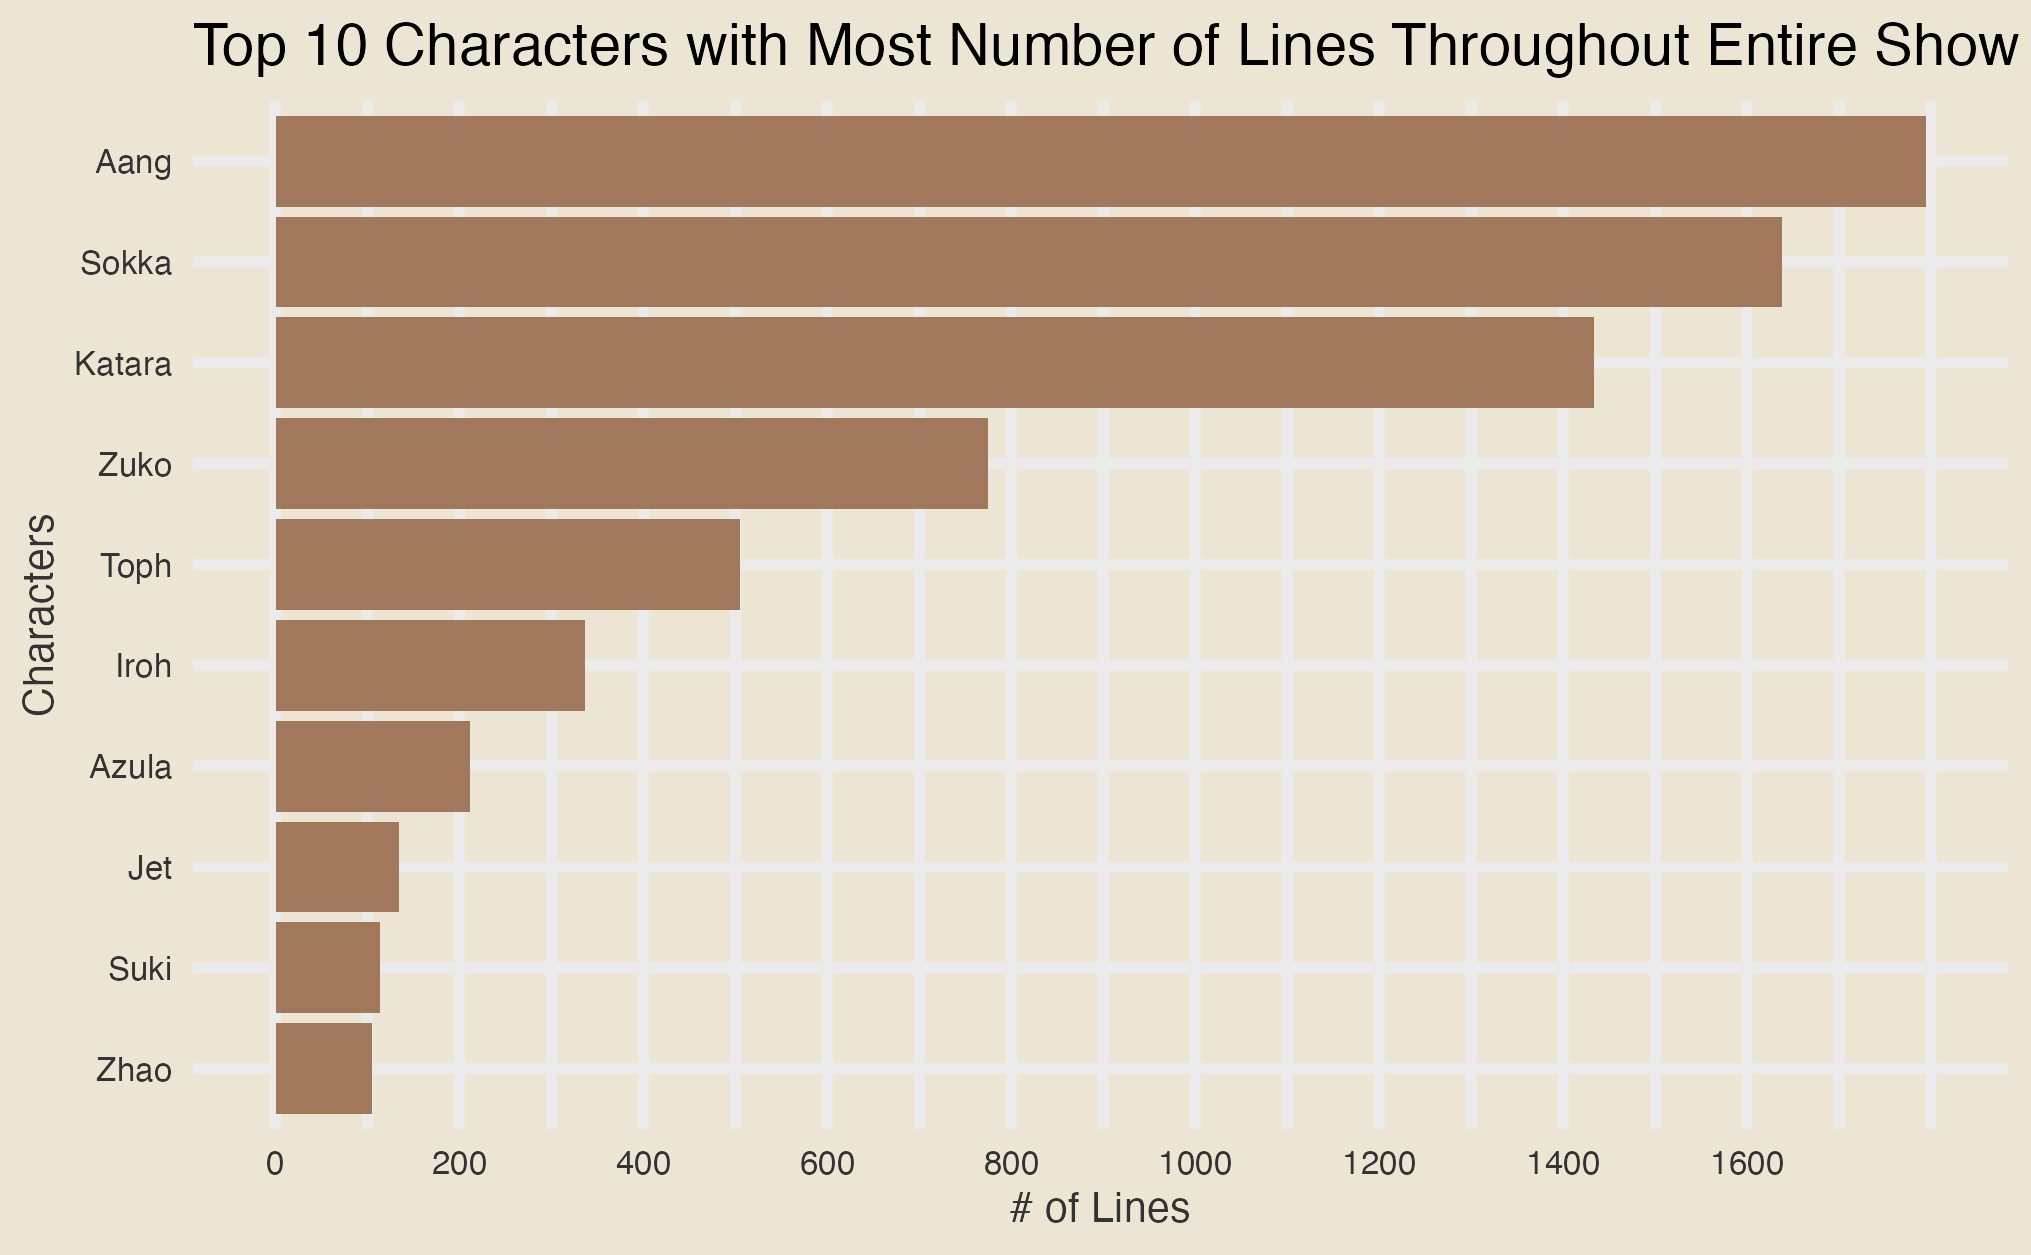 Top 10 Characters with Most Number of Lines Throughout Entire Show
Aang
Sokka
Katara
Zuko
Toph
Iroh
Azula
Jet
Suki
Zhao
Characters
0 200 400 600 800 1000 1200 1400 1600
# of Lines